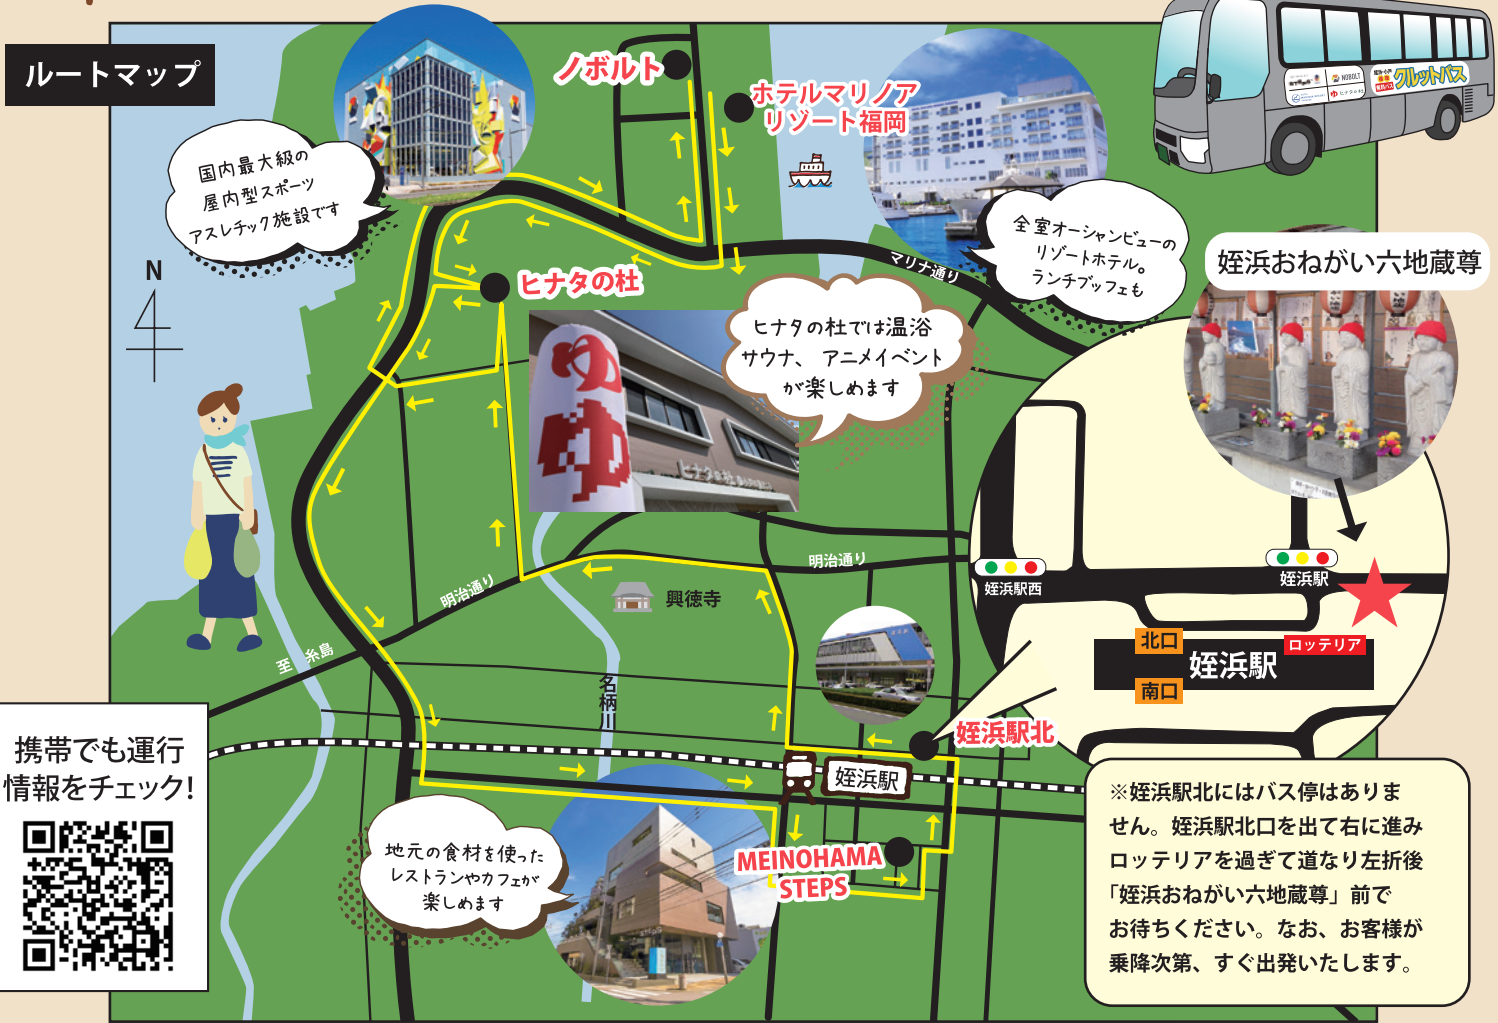 ルートマップ
国内最大級の
屋内型スポーツ
アスレチック施設です
N
ノボルト
ホテルマリノア
リゾート福岡
NOBOLT
ヒナタの杜
クルットバス
全室オーシャンビューの
リゾートホテル。
ランチブッフェも
マリナ通り
姪浜おねがい六地蔵尊
ヒナタの杜
ヒナタの杜では温浴
サウナ、アニメイベント
が楽しめます
ゆ
ゆ
ヒナタの杜
明治通り
明治通り
興徳寺
至 糸島
名柄川
姪浜駅西
姪浜駅
北口
ロッテリア
姪浜駅
南口
姪浜駅北
姪浜駅
携帯でも運行
情報をチェック!
地元の食材を使った
レストランやカフェが
楽しめます
MEINOHAMA
STEPS
※姪浜駅北にはバス停はありま
せん。姪浜駅北口を出て右に進み
ロッテリアを過ぎて道なり左折後
「姪浜おねがい六地蔵尊」前で
お待ちください。なお、お客様が
乗降次第、すぐ出発いたします。